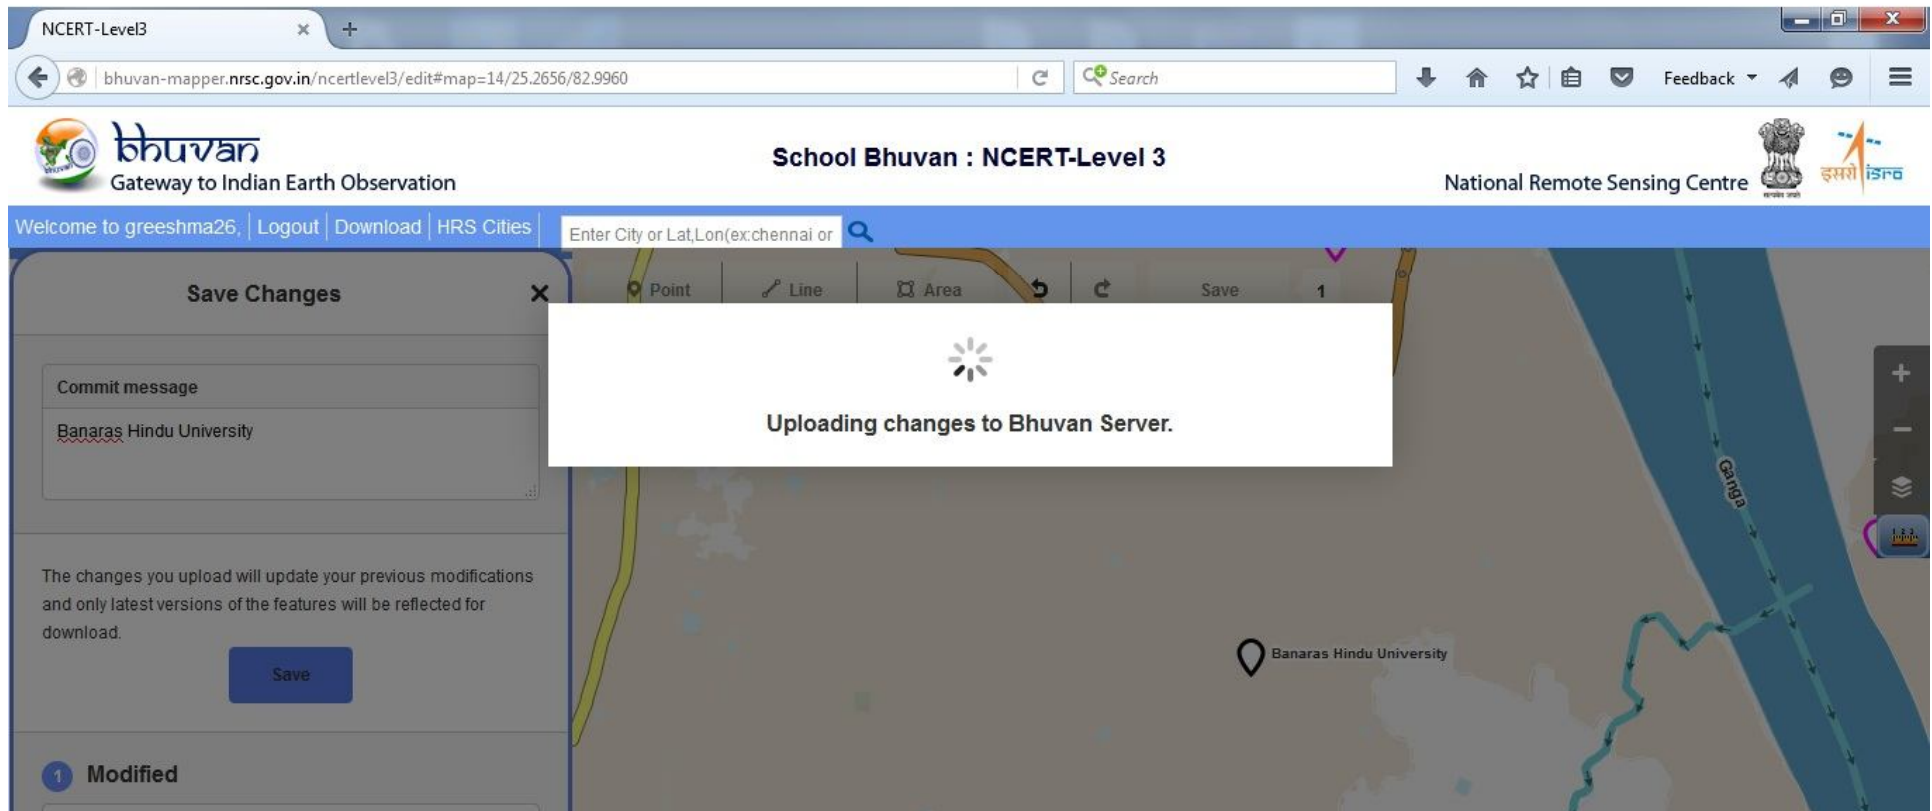 NCERT-Level3
bhuvan-mapper.nrsc.gov.in/ncertlevel3/edit#map=14/25.2656/82.9960
Search
Feedback
bhuvan
Gateway to Indian Earth Observation
School Bhuvan : NCERT-Level 3
National Remote Sensing Centre
इसरो isro
Welcome to greeshma26, Logout Download HRS Cities
Enter City or Lat,Lon(ex:chennai or
Save Changes
Point Line Area Save 1
Commit message
Banaras Hindu University
Uploading changes to Bhuvan Server.
Ganga
The changes you upload will update your previous modifications
and only latest versions of the features will be reflected for
download.
Save
Banaras Hindu University
1 Modified